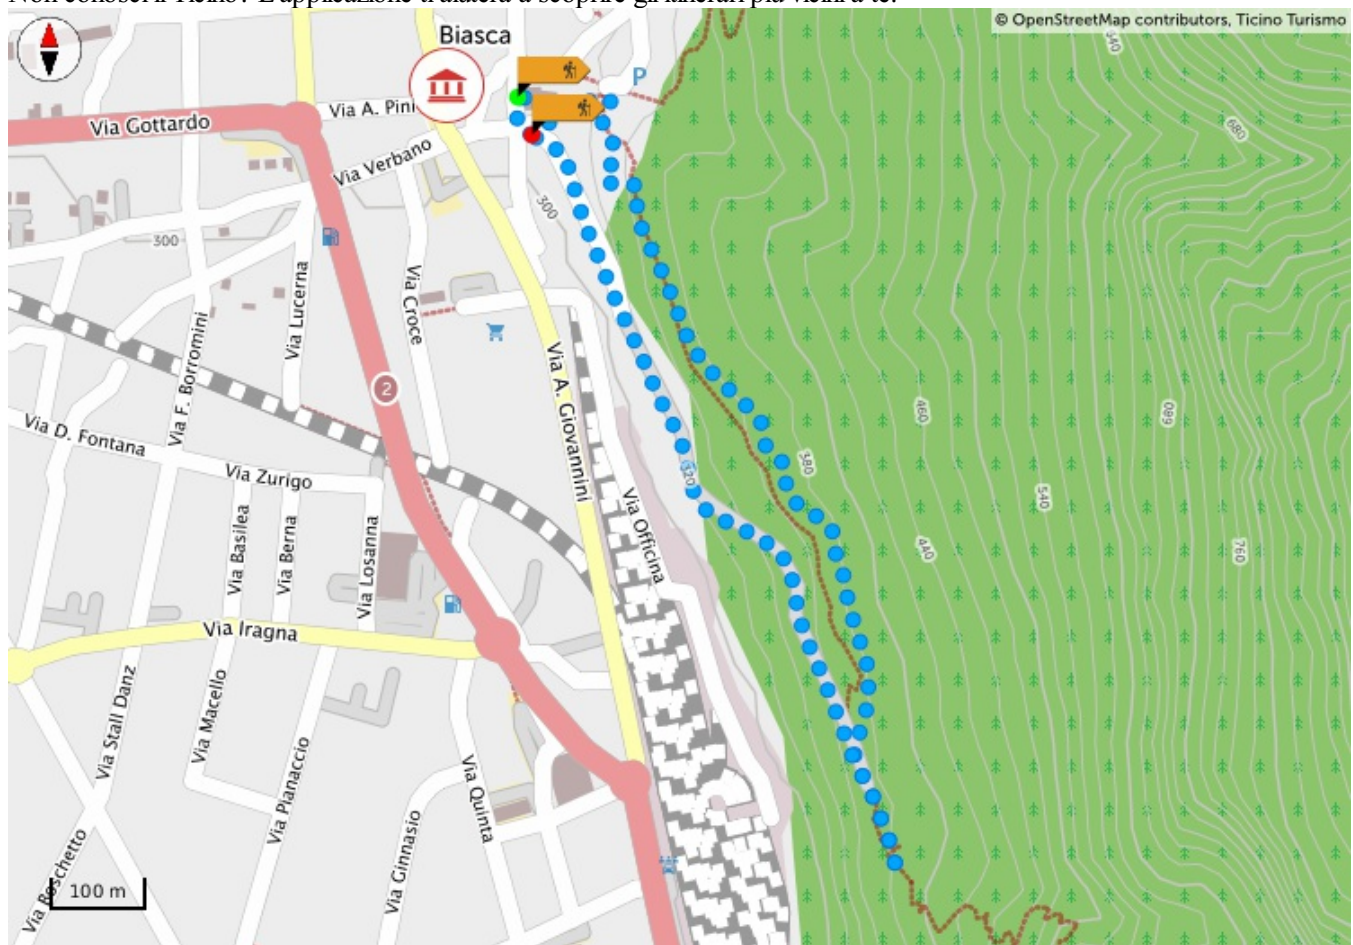 Non conosci il Ticino? L'applicazione ti aiuterà a scoprire gli itinerari più vicini a te!
© OpenStreetMap contributors, Ticino Turismo
Biasca
P
640
Via A. Pini
Via Gottardo
680
Via Verbano
300
300
Via Lucerna
Via Croce
Via F. Borromini
Via A. Giovannini
2
460
680
Via D. Fontana
380
320
Via Zurigo
540
Via Officina
Via Basilea
Via Berna
Via Losanna
440
760
Via Iragna
Via Stall Danz
Via Macello
Via Pianaccio
Via Quinta
Via Ginnasio
Via Boschetto
100 m